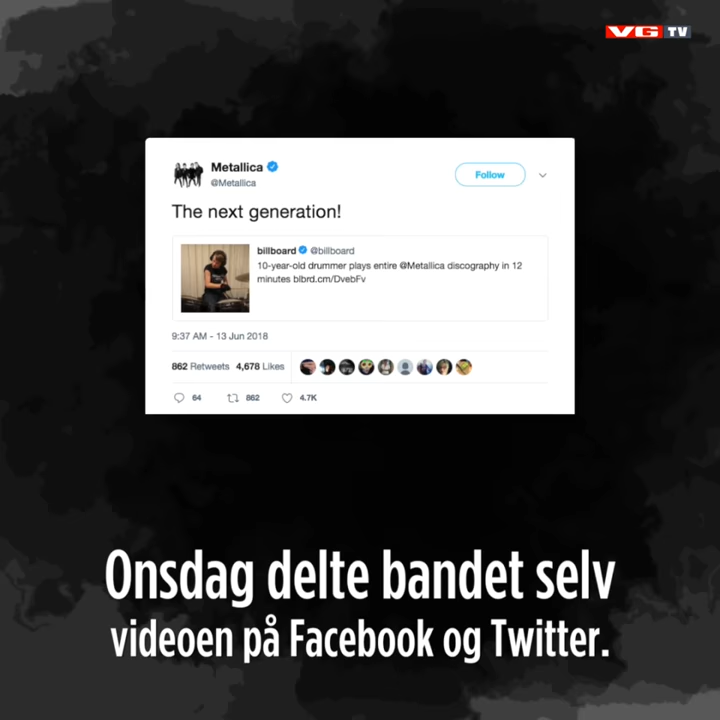 VG TV
Metallica
@Metallica
Follow
The next generation!
billboard @billboard
10-year-old drummer plays entire @Metallica discography in 12
minutes blbrd.cm/DvebFv
9:37 AM - 13 Jun 2018
862 Retweets 4,678 Likes
64 862 4.7K
Onsdag delte bandet selv
videoen på Facebook og Twitter.